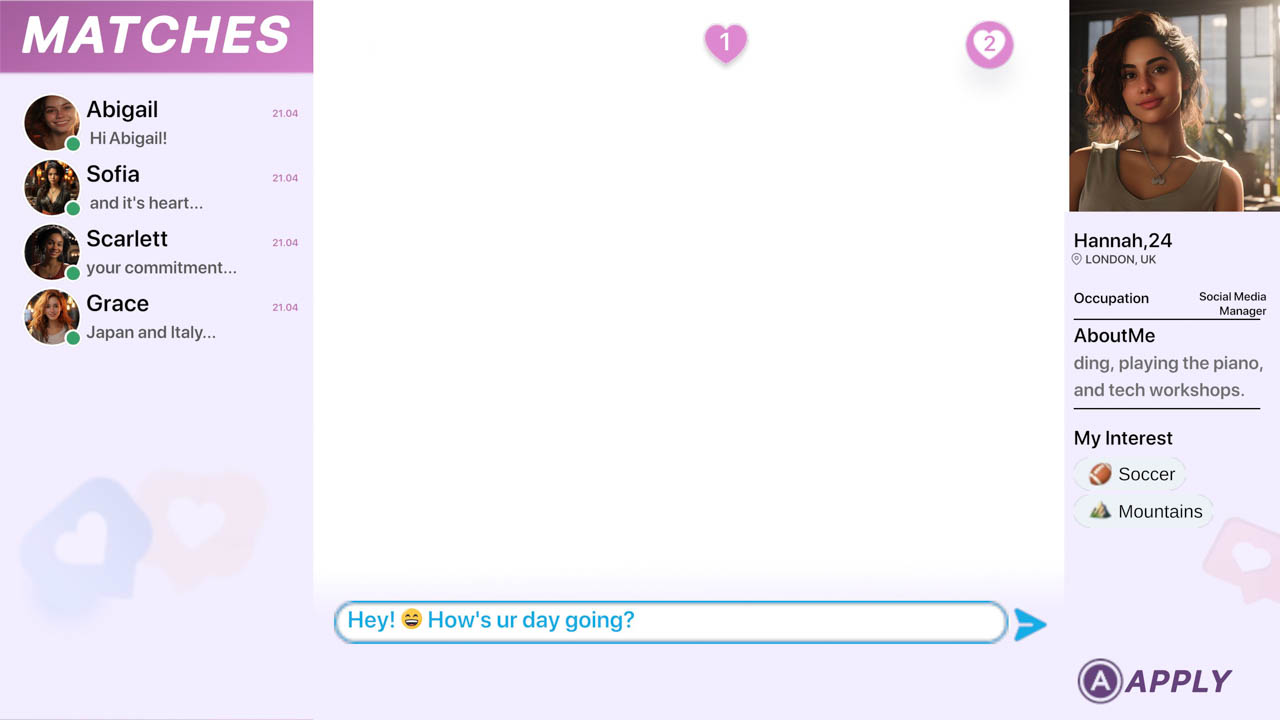 MATCHES
Abigail
21.04
Hi Abigail!
Sofia
21.04
and it's heart...
Scarlett
21.04
your commitment...
Grace
21.04
Japan and Italy...
1
2
Hey! 😄 How's ur day going?
Hannah,24
LONDON, UK
Occupation
Social Media
Manager
AboutMe
ding, playing the piano,
and tech workshops.
My Interest
Soccer
Mountains
A APPLY